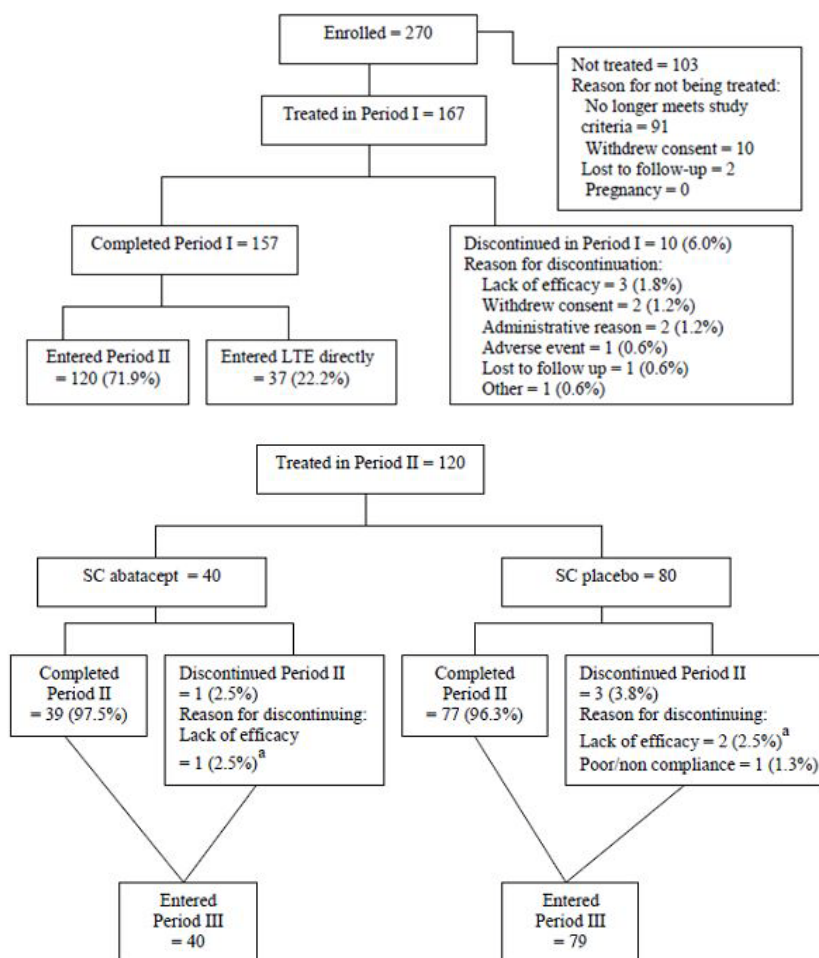 Enrolled = 270
Not treated = 103
Reason for not being treated:
No longer meets study
criteria = 91
Withdrew consent = 10
Lost to follow-up = 2
Pregnancy = 0
Treated in Period I = 167
Completed Period I = 157
Discontinued in Period I = 10 (6.0%)
Reason for discontinuation:
Lack of efficacy = 3 (1.8%)
Withdrew consent = 2 (1.2%)
Administrative reason = 2 (1.2%)
Adverse event = 1 (0.6%)
Lost to follow up = 1 (0.6%)
Other = 1 (0.6%)
Entered Period II
= 120 (71.9%)
Entered LTE directly
= 37 (22.2%)
Treated in Period II = 120
SC abatacept = 40
SC placebo = 80
Completed
Period II
= 39 (97.5%)
Discontinued Period II
= 1 (2.5%)
Reason for discontinuing:
Lack of efficacy
= 1 (2.5%)a
Completed
Period II
= 77 (96.3%)
Discontinued Period II
= 3 (3.8%)
Reason for discontinuing:
Lack of efficacy = 2 (2.5%)a
Poor/non compliance = 1 (1.3%)
Entered
Period III
= 40
Entered
Period III
= 79